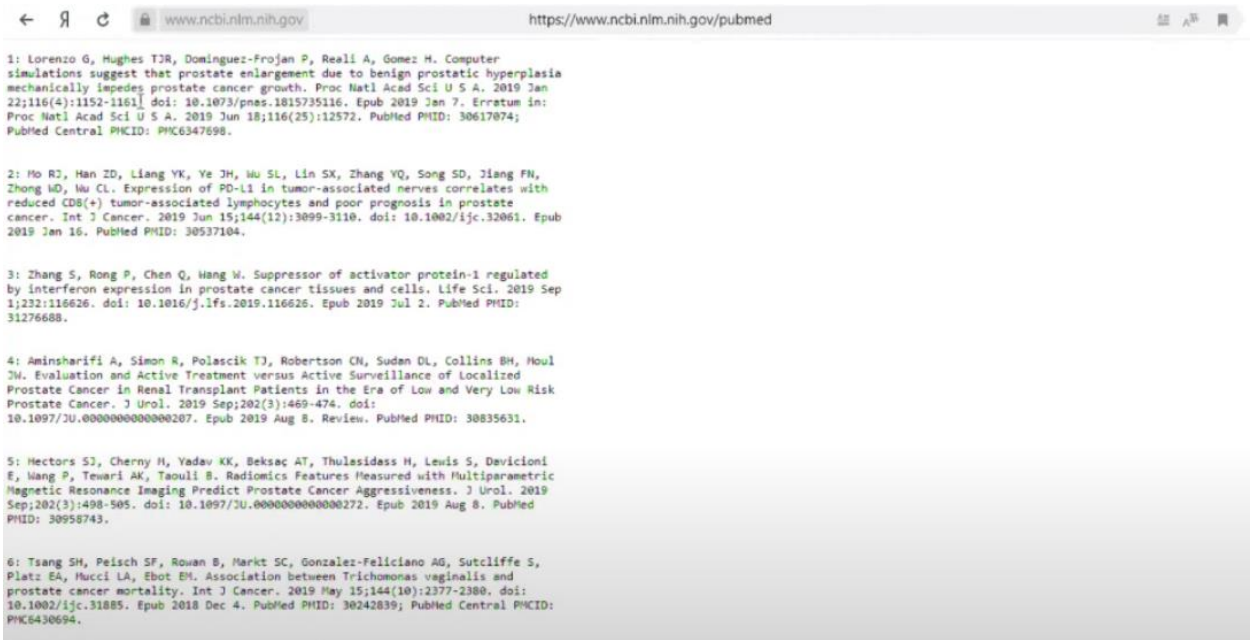 Я www.ncbi.nlm.nih.gov https://www.ncbi.nlm.nih.gov/pubmed
1: Lorenzo G, Hughes TJR, Dominguez-Frojan P, Reali A, Gomez H. Computer
simulations suggest that prostate enlargement due to benign prostatic hyperplasia
mechanically impedes prostate cancer growth. Proc Natl Acad Sci U S A. 2019 Jan
22;116(4):1152-1161. doi: 10.1073/pnas.1815735116. Epub 2019 Jan 7. Erratum in:
Proc Natl Acad Sci U S A. 2019 Jun 18;116(25):12572. PubMed PMID: 30617074;
PubMed Central PMCID: PMC6347698.
2: Mo RJ, Han ZD, Liang YK, Ye JH, Wu SL, Lin SX, Zhang YQ, Song SD, Jiang FN,
Zhong WD, Wu CL. Expression of PD-L1 in tumor-associated nerves correlates with
reduced CD8(+) tumor-associated lymphocytes and poor prognosis in prostate
cancer. Int J Cancer. 2019 Jun 15;144(12):3099-3110. doi: 10.1002/ijc.32061. Epub
2019 Jan 16. PubMed PMID: 30537104.
3: Zhang S, Rong P, Chen Q, Wang W. Suppressor of activator protein-1 regulated
by interferon expression in prostate cancer tissues and cells. Life Sci. 2019 Sep
1;232:116626. doi: 10.1016/j.lfs.2019.116626. Epub 2019 Jul 2. PubMed PMID:
31276688.
4: Aminsharifi A, Simon R, Polascik TJ, Robertson CN, Sudan DL, Collins BH, Moul
JW. Evaluation and Active Treatment versus Active Surveillance of Localized
Prostate Cancer in Renal Transplant Patients in the Era of Low and Very Low Risk
Prostate Cancer. J Urol. 2019 Sep;202(3):469-474. doi:
10.1097/JU.0000000000000207. Epub 2019 Aug 8. Review. PubMed PMID: 30835631.
5: Hectors SJ, Cherny M, Yadav KK, Beksaç AT, Thulasidass H, Lewis S, Davicioni
E, Wang P, Tewari AK, Taouli B. Radiomics Features Measured with Multiparametric
Magnetic Resonance Imaging Predict Prostate Cancer Aggressiveness. J Urol. 2019
Sep;202(3):498-505. doi: 10.1097/JU.0000000000000272. Epub 2019 Aug 8. PubMed
PMID: 30958743.
6: Tsang SH, Peisch SF, Rowan B, Markt SC, Gonzalez-Feliciano AG, Sutcliffe S,
Platz EA, Mucci LA, Ebot EM. Association between Trichomonas vaginalis and
prostate cancer mortality. Int J Cancer. 2019 May 15;144(10):2377-2380. doi:
10.1002/ijc.31885. Epub 2018 Dec 4. PubMed PMID: 30242839; PubMed Central PMCID:
PMC6430694.